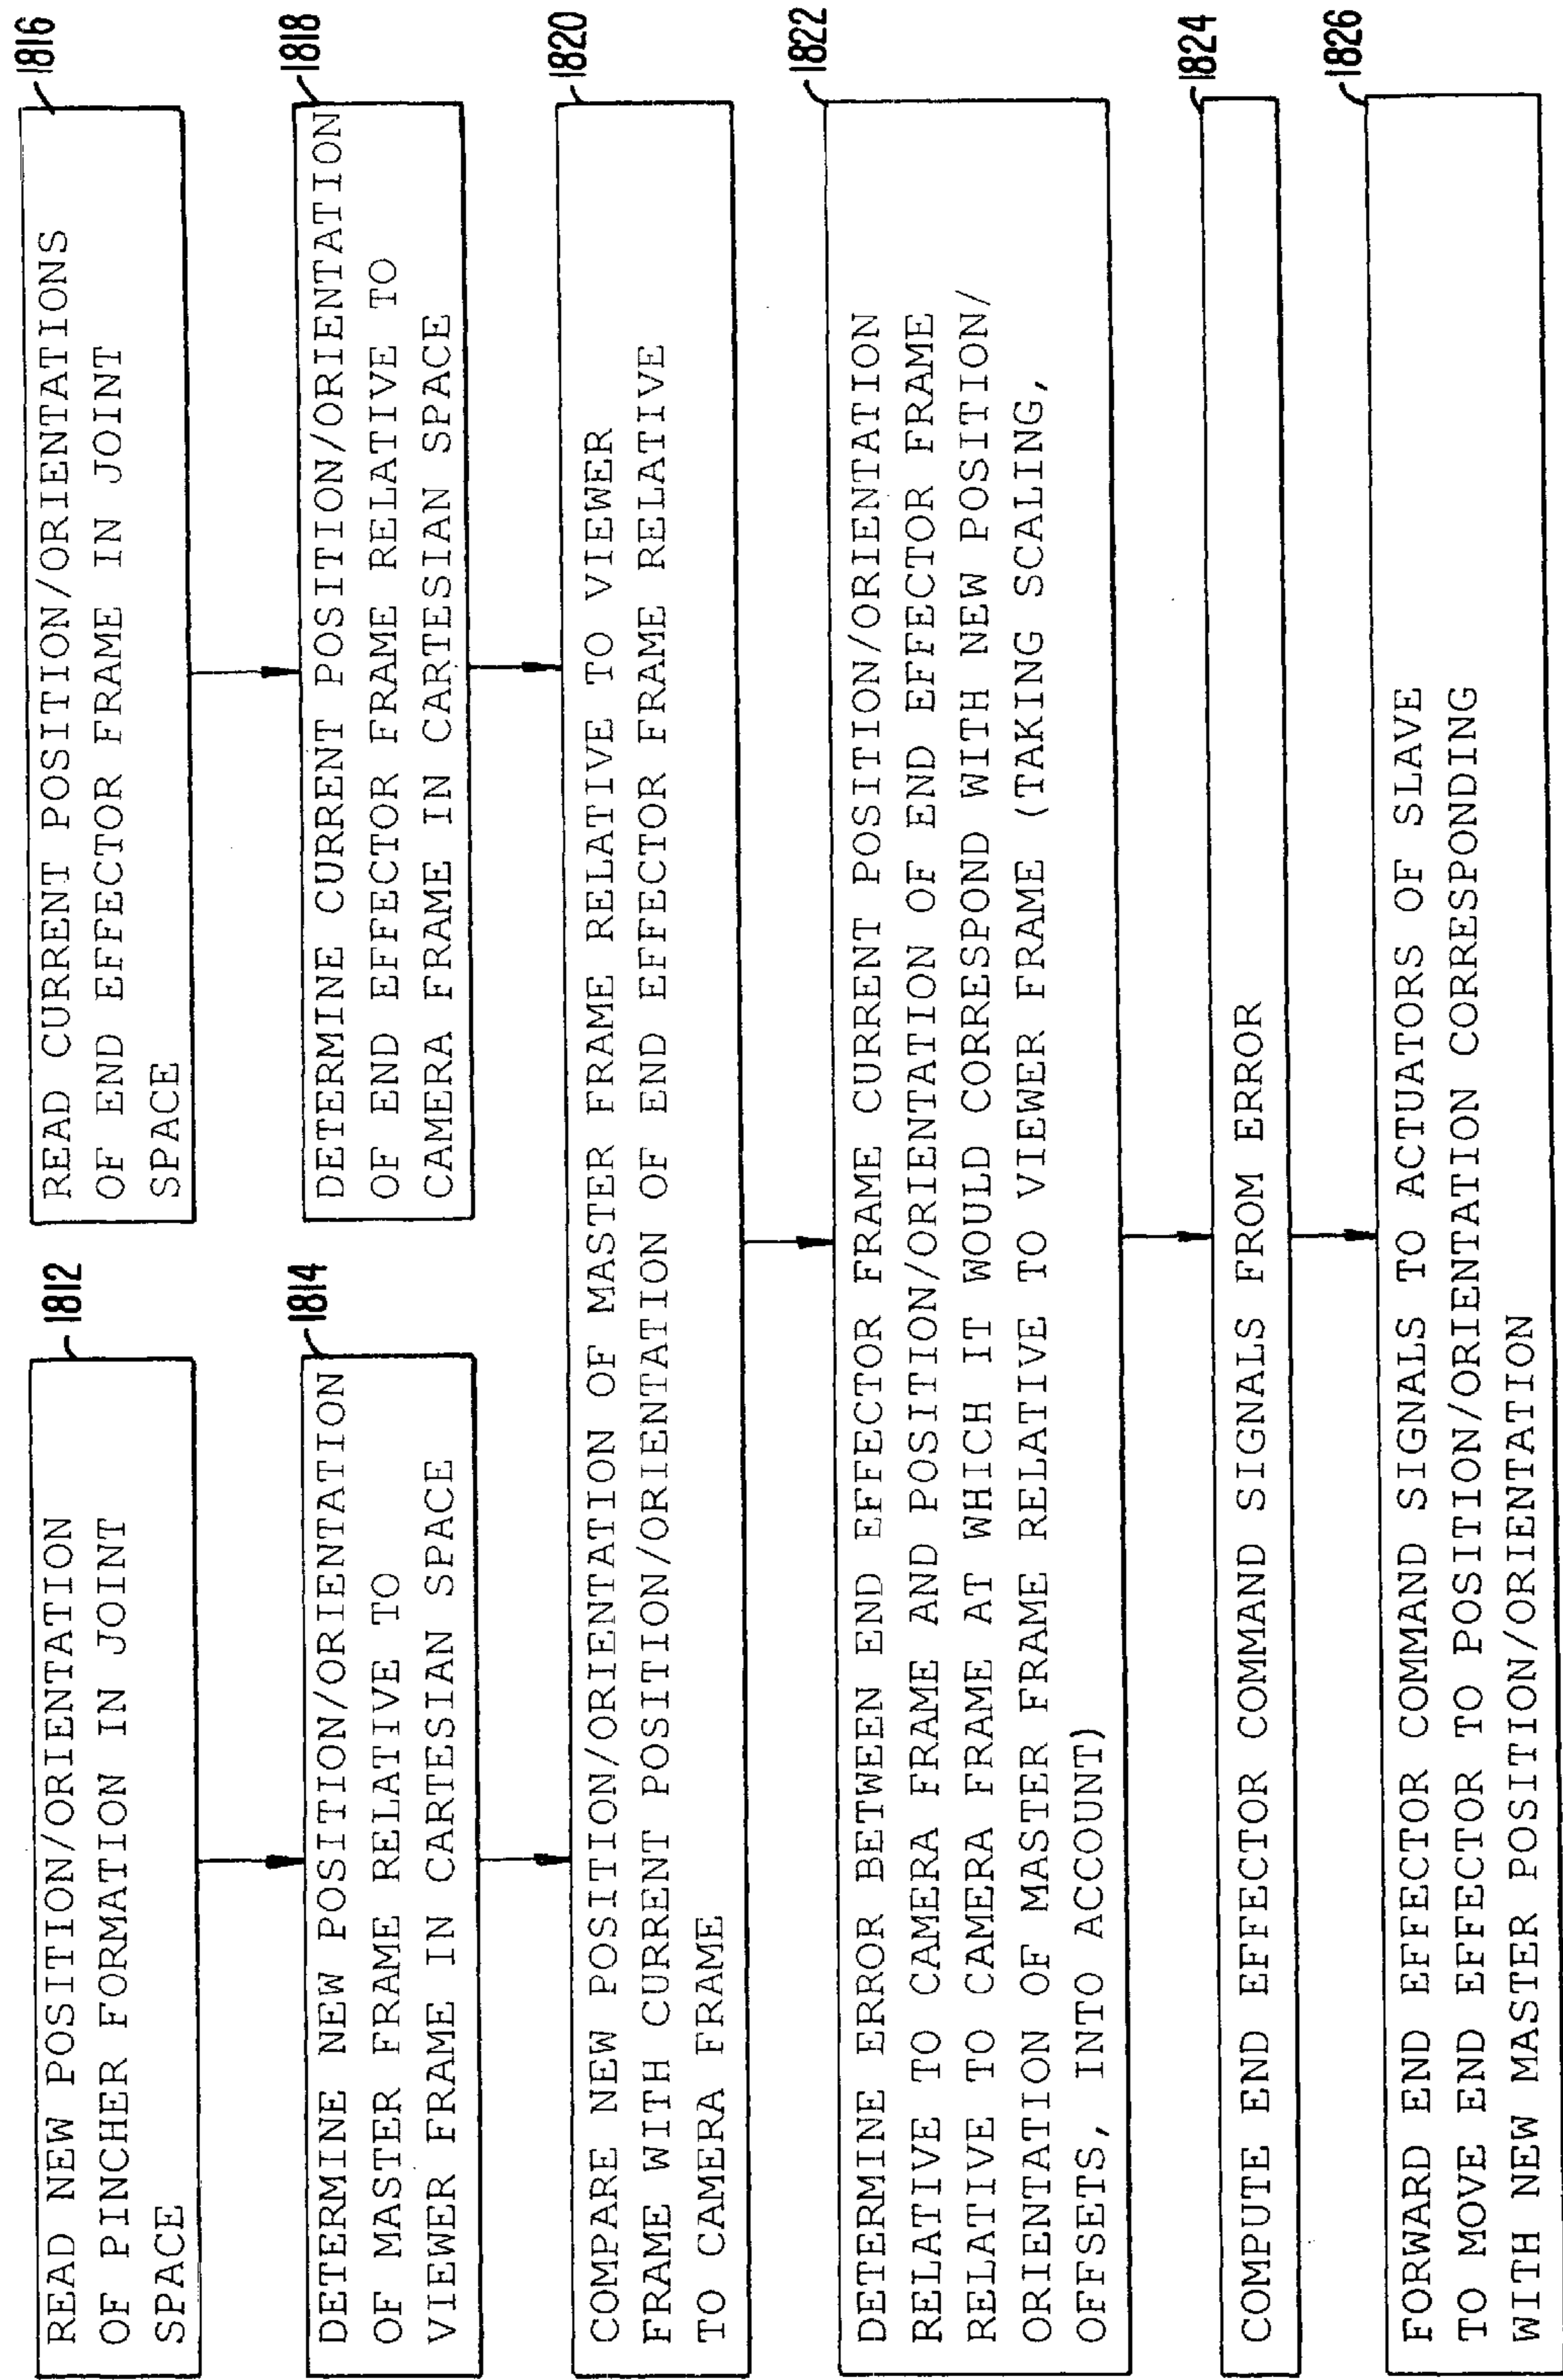 1812
READ NEW POSITION/ORIENTATION
OF PINCHER FORMATION IN JOINT
SPACE
1816
READ CURRENT POSITION/ORIENTATIONS
OF END EFFECTOR FRAME IN JOINT
SPACE
1814
DETERMINE NEW POSITION/ORIENTATION
OF MASTER FRAME RELATIVE TO
VIEWER FRAME IN CARTESIAN SPACE
1818
DETERMINE CURRENT POSITION/ORIENTATION
OF END EFFECTOR FRAME RELATIVE TO
CAMERA FRAME IN CARTESIAN SPACE
1820
COMPARE NEW POSITION/ORIENTATION OF MASTER FRAME RELATIVE TO VIEWER
FRAME WITH CURRENT POSITION/ORIENTATION OF END EFFECTOR FRAME RELATIVE
TO CAMERA FRAME
1822
DETERMINE ERROR BETWEEN END EFFECTOR FRAME CURRENT POSITION/ORIENTATION
RELATIVE TO CAMERA FRAME AND POSITION/ORIENTATION OF END EFFECTOR FRAME
RELATIVE TO CAMERA FRAME AT WHICH IT WOULD CORRESPOND WITH NEW POSITION/
ORIENTATION OF MASTER FRAME RELATIVE TO VIEWER FRAME (TAKING SCALING,
OFFSETS, INTO ACCOUNT)
1824
COMPUTE END EFFECTOR COMMAND SIGNALS FROM ERROR
1826
FORWARD END EFFECTOR COMMAND SIGNALS TO ACTUATORS OF SLAVE
TO MOVE END EFFECTOR TO POSITION/ORIENTATION CORRESPONDING
WITH NEW MASTER POSITION/ORIENTATION